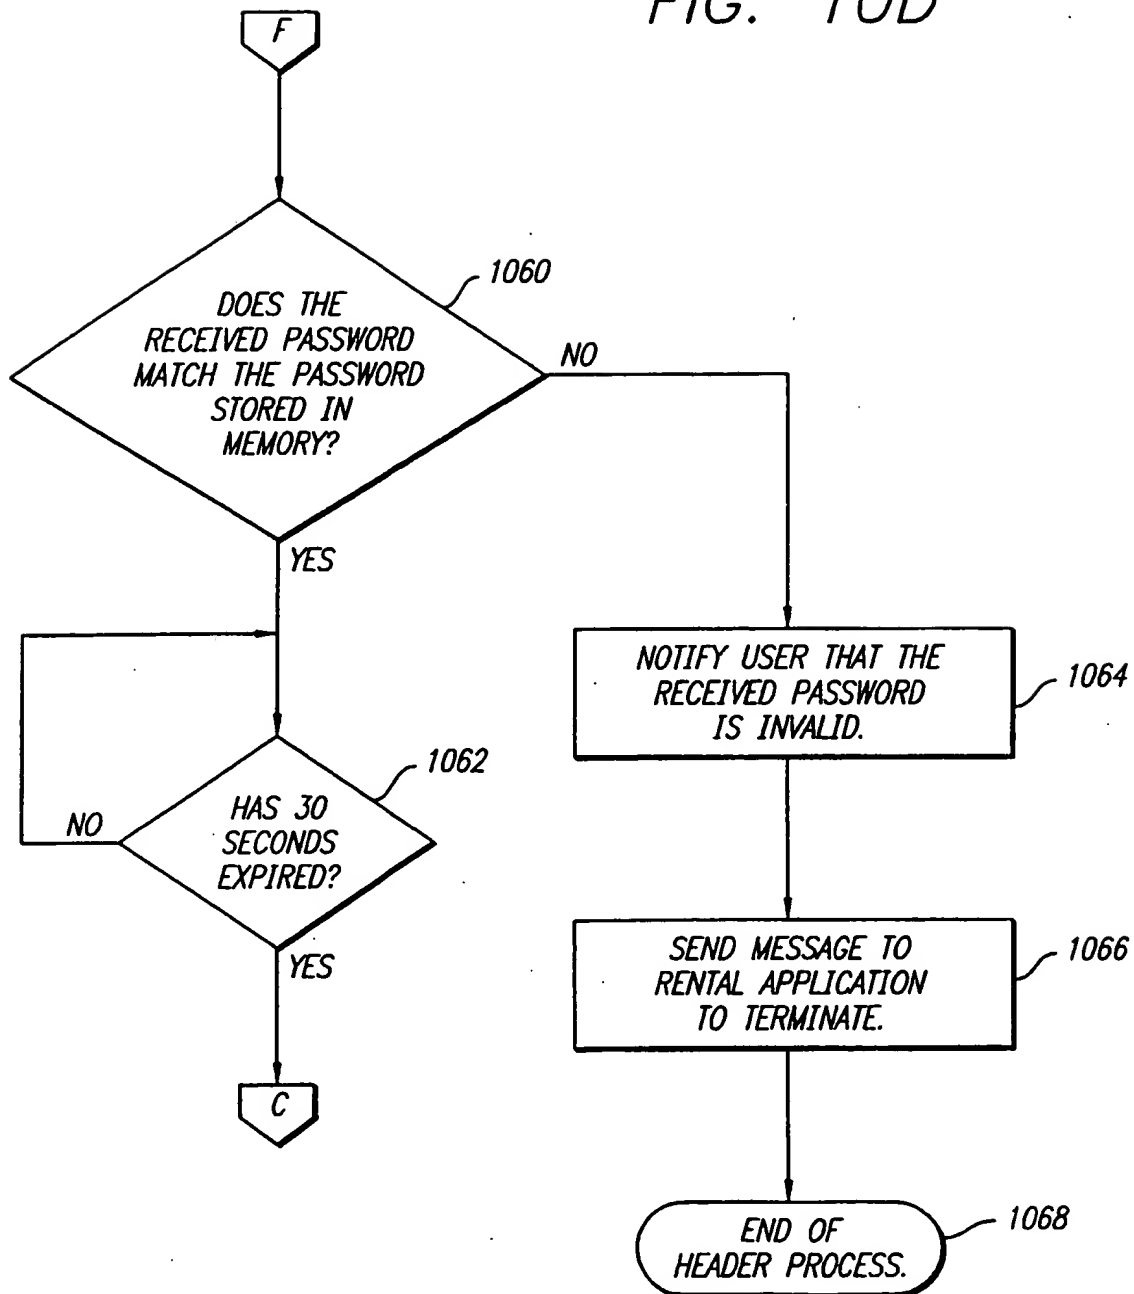 FIG. 10D
F
1060
DOES THE
RECEIVED PASSWORD
MATCH THE PASSWORD
STORED IN
MEMORY?
NO
YES
NOTIFY USER THAT THE
RECEIVED PASSWORD
IS INVALID.
1064
1062
HAS 30
SECONDS
EXPIRED?
NO
YES
SEND MESSAGE TO
RENTAL APPLICATION
TO TERMINATE.
1066
C
END OF
HEADER PROCESS.
1068